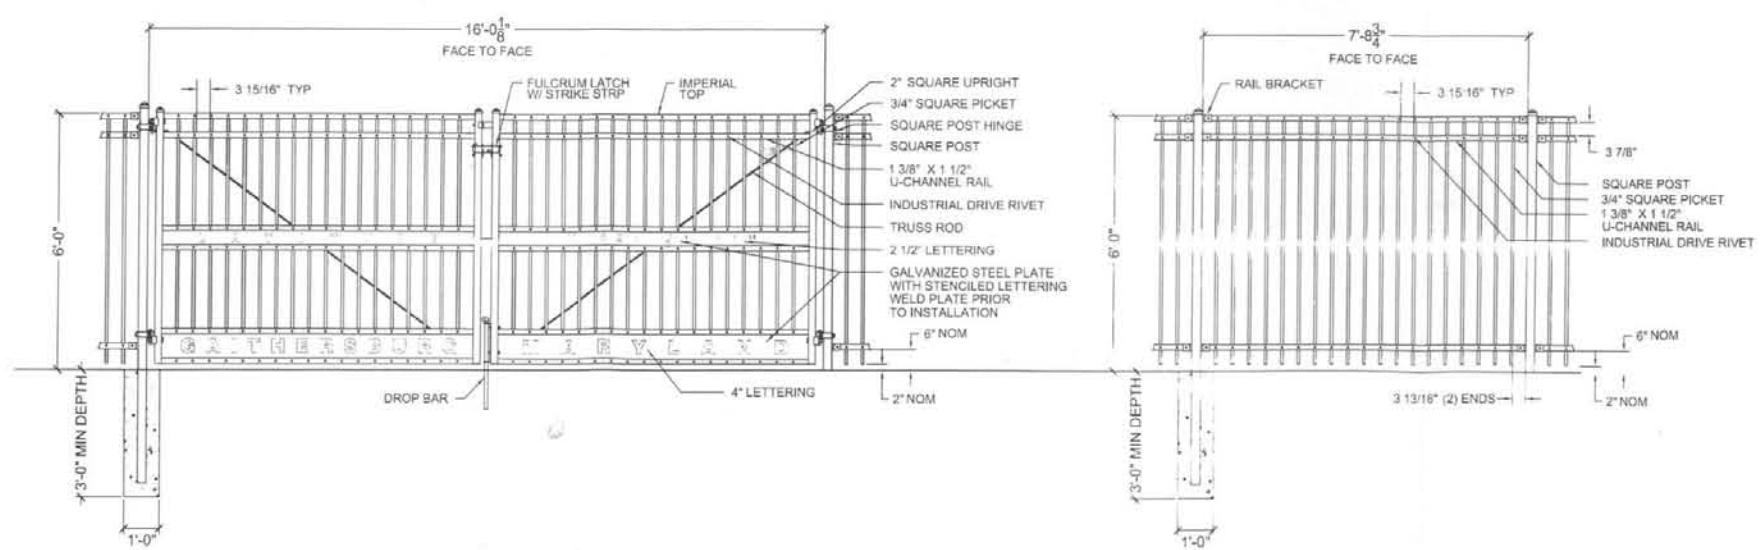 16'-0 1/8"
FACE TO FACE
3 15/16" TYP
FULCRUM LATCH
W/ STRIKE STRP
IMPERIAL
TOP
2" SQUARE UPRIGHT
3/4" SQUARE PICKET
SQUARE POST HINGE
SQUARE POST
1 3/8" X 1 1/2"
U-CHANNEL RAIL
INDUSTRIAL DRIVE RIVET
TRUSS ROD
2 1/2" LETTERING
GALVANIZED STEEL PLATE
WITH STENCILED LETTERING
WELD PLATE PRIOR
TO INSTALLATION
6" NOM
2" NOM
4" LETTERING
DROP BAR
6'-0"
3'-0" MIN DEPTH
1'-0"
7'-8 3/4"
FACE TO FACE
RAIL BRACKET
3 15/16" TYP
3 7/8"
SQUARE POST
3/4" SQUARE PICKET
1 3/8" X 1 1/2"
U-CHANNEL RAIL
INDUSTRIAL DRIVE RIVET
6" NOM
2" NOM
3 13/16" (2) ENDS
6' 0"
3'-0" MIN DEPTH
1'-0"